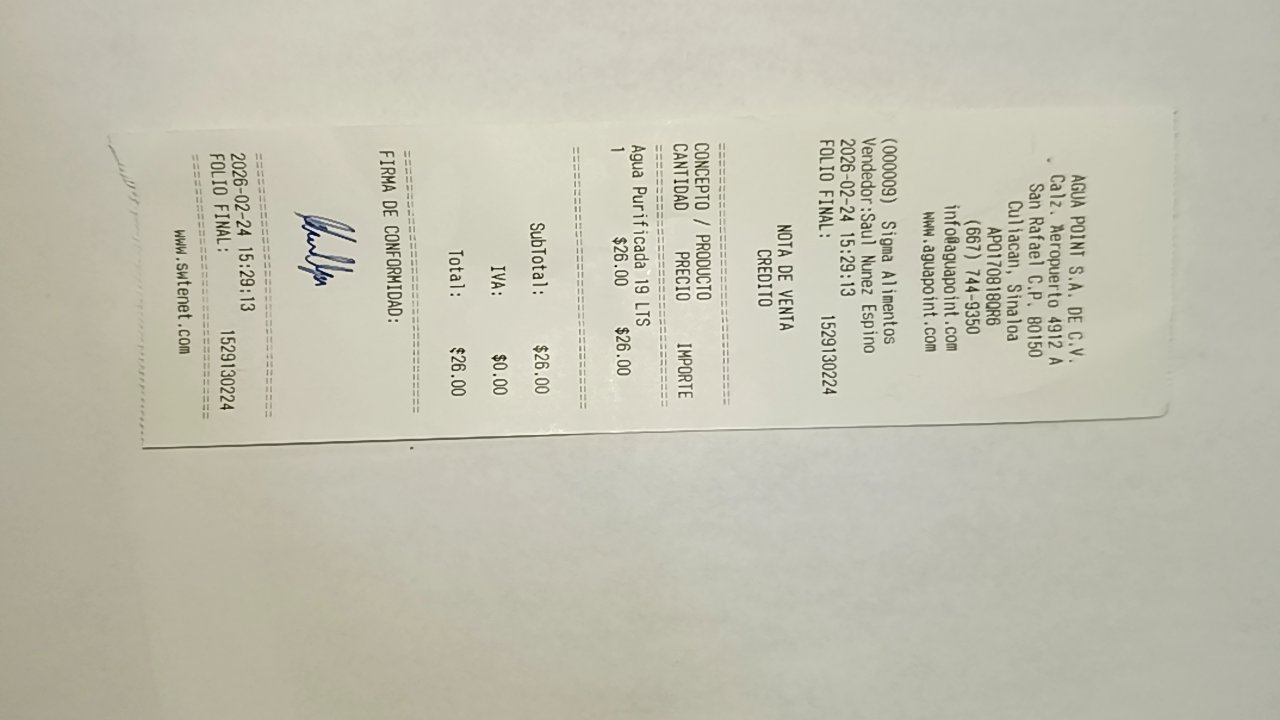 AGUA POINT S.A. DE C.V.
Calz. Aeropuerto 4912 A
San Rafael C.P. 80150
Culiacan, Sinaloa
APO170818QR6
(667) 744-9350
info@aguapoint.com
www.aguapoint.com
(000009) Sigma Alimentos
Vendedor:Saul Nunez Espino
2026-02-24 15:29:13
FOLIO FINAL: 1529130224
NOTA DE VENTA
CREDITO
================================
CONCEPTO / PRODUCTO
CANTIDAD PRECIO IMPORTE
================================
Agua Purificada 19 LTS
1 $26.00 $26.00
================================
SubTotal: $26.00
IVA: $0.00
Total: $26.00
================================
FIRMA DE CONFORMIDAD:
================================
2026-02-24 15:29:13
FOLIO FINAL: 1529130224
================================
www.swtenet.com